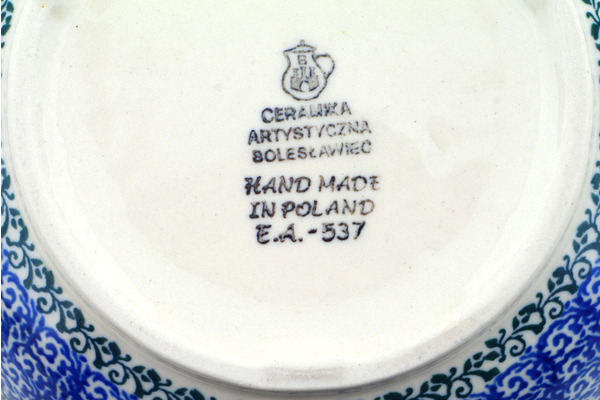 B
CERAMIKA
ARTYSTYCZNA
BOLESŁAWIEC
HAND MADE
IN POLAND
E.A.-537